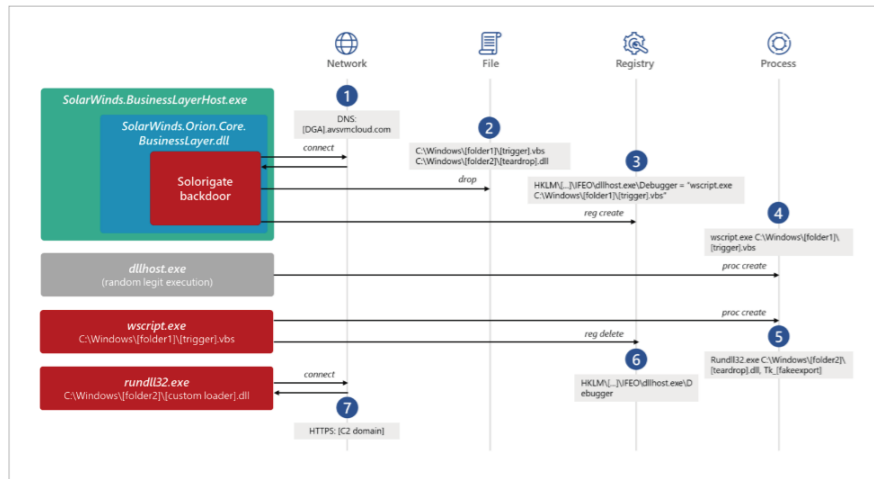 Network
File
Registry
Process
1
DNS:
[DGA].avsvmcloud.com
SolarWinds.BusinessLayerHost.exe
SolarWinds.Orion.Core.
BusinessLayer.dll
Solorigate
backdoor
connect
2
C:\Windows\[folder1]\[trigger].vbs
C:\Windows\[folder2]\[teardrop].dll
drop
3
HKLM\[...]\IFEO\dllhost.exe\Debugger = "wscript.exe
C:\Windows\[folder1]\[trigger].vbs"
reg create
4
wscript.exe C:\Windows\[folder1]\
[trigger].vbs
dllhost.exe
(random legit execution)
proc create
wscript.exe
C:\Windows\[folder1]\[trigger].vbs
proc create
reg delete
5
Rundll32.exe C:\Windows\[folder2]\
[teardrop].dll, Tk_[fakeexport]
6
HKLM\[...]\IFEO\dllhost.exe\D
ebugger
rundll32.exe
C:\Windows\[folder2]\[custom loader].dll
connect
7
HTTPS: [C2 domain]